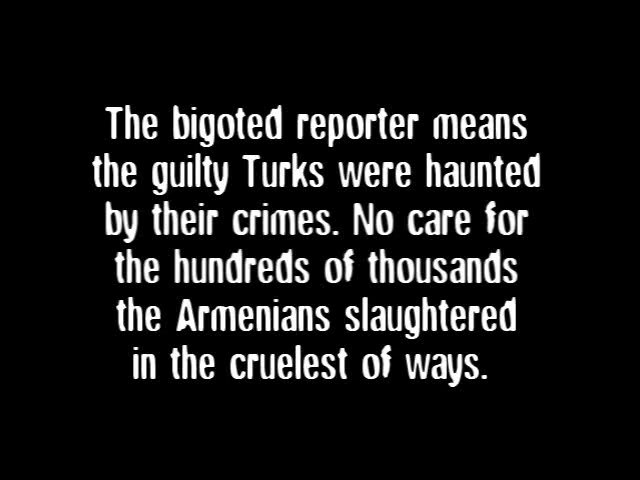 The bigoted reporter means
the guilty Turks were haunted
by their crimes. No care for
the hundreds of thousands
the Armenians slaughtered
in the cruelest of ways.